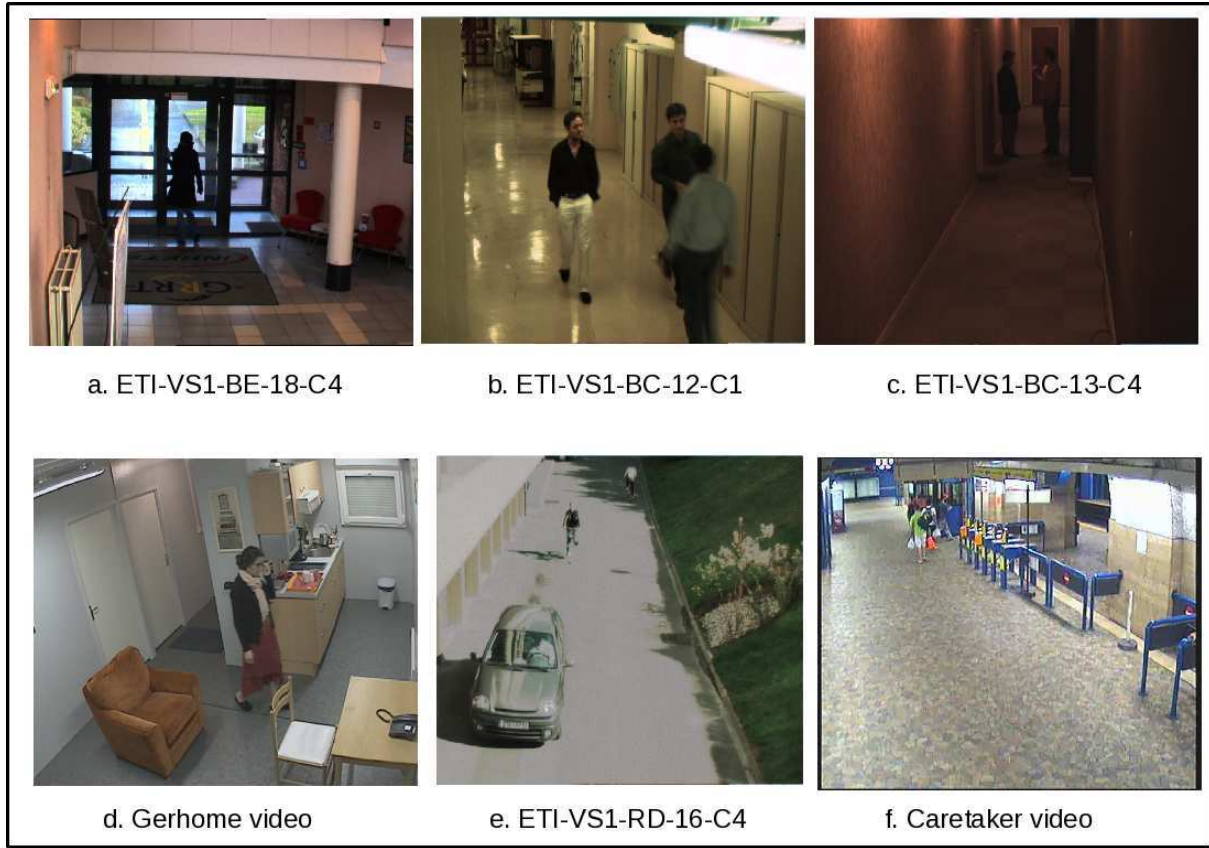 a. ETI-VS1-BE-18-C4
b. ETI-VS1-BC-12-C1
c. ETI-VS1-BC-13-C4
d. Gerhome video
e. ETI-VS1-RD-16-C4
f. Caretaker video